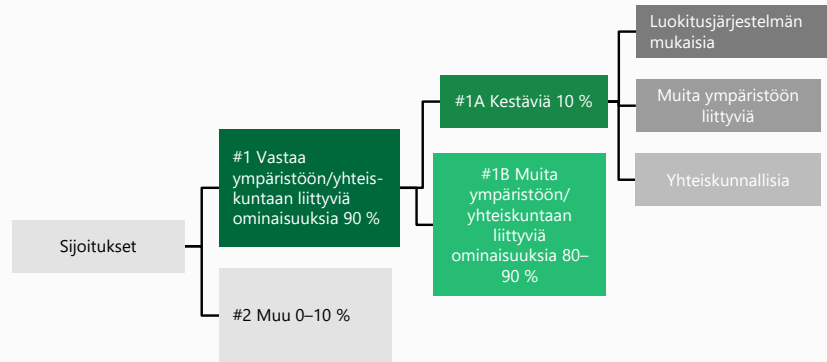 Sijoitukset
#1 Vastaa
ympäristöön/yhteis-
kuntaan liittyviä
ominaisuuksia 90 %
#2 Muu 0–10 %
#1A Kestäviä 10 %
#1B Muita
ympäristöön/
yhteiskuntaan
liittyviä
ominaisuuksia 80–
90 %
Luokitusjärjestelmän
mukaisia
Muita ympäristöön
liittyviä
Yhteiskunnallisia